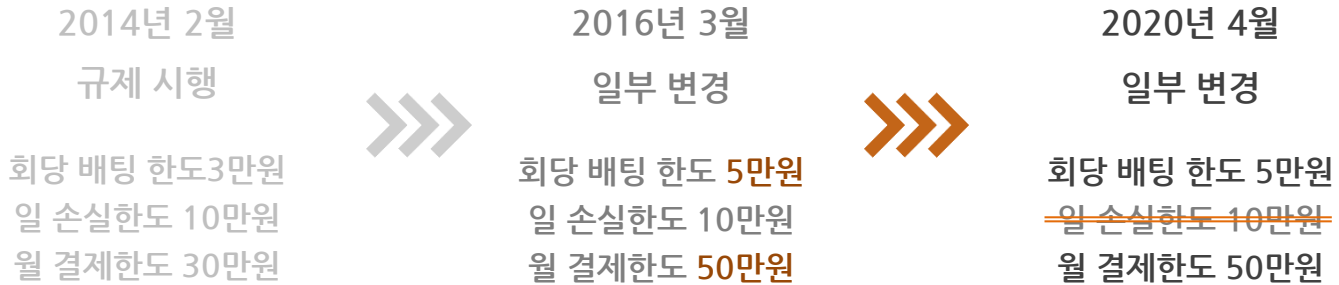 2014년 2월
규제 시행
회당 배팅 한도3만원
일 손실한도 10만원
월 결제한도 30만원
2016년 3월
일부 변경
회당 배팅 한도 5만원
일 손실한도 10만원
월 결제한도 50만원
2020년 4월
일부 변경
회당 배팅 한도 5만원
일 손실한도 10만원
월 결제한도 50만원